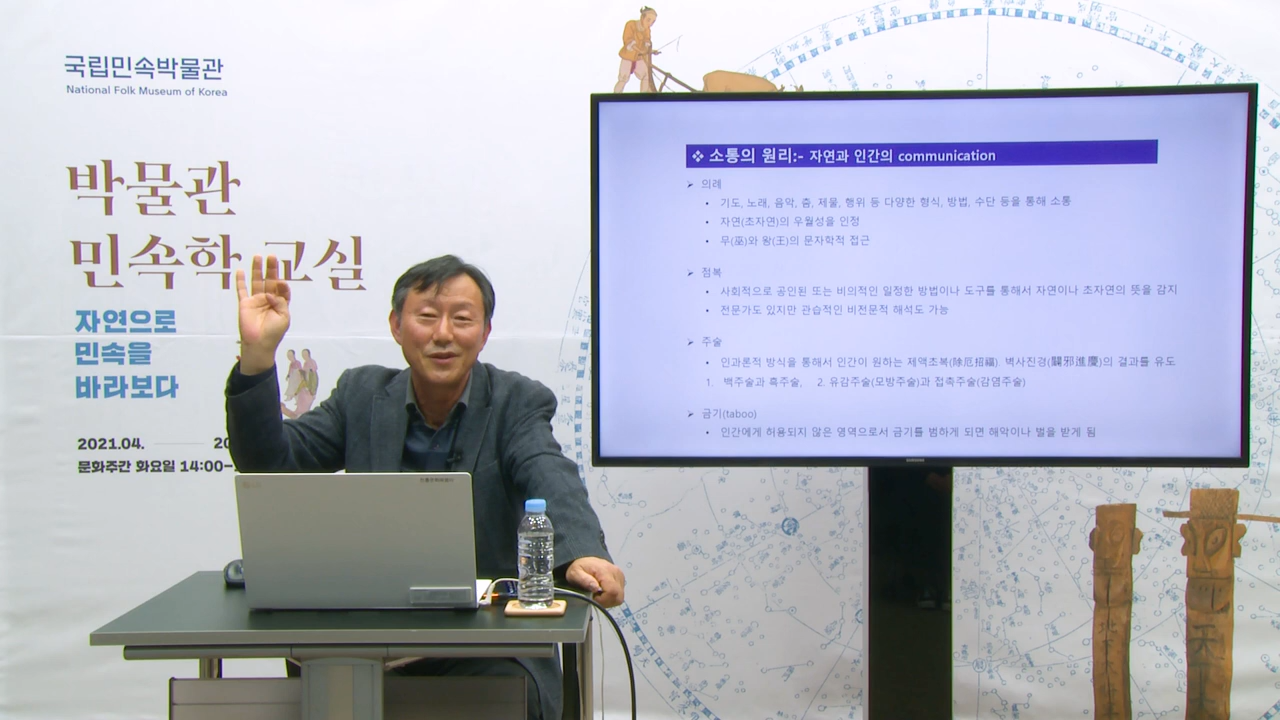 국립민속박물관
National Folk Museum of Korea
박물관
민속학 교실
자연으로
민속을
바라보다
2021.04. 20
문화주간 화요일 14:00-
❖ 소통의 원리:- 자연과 인간의 communication
➢ 의례
• 기도, 노래, 음악, 춤, 제물, 행위 등 다양한 형식, 방법, 수단 등을 통해 소통
• 자연(초자연)의 우월성을 인정
• 무(巫)와 왕(王)의 문자학적 접근
➢ 점복
• 사회적으로 공인된 또는 비의적인 일정한 방법이나 도구를 통해서 자연이나 초자연의 뜻을 감지
• 전문가도 있지만 관습적인 비전문적 해석도 가능
➢ 주술
• 인과론적 방식을 통해서 인간이 원하는 제액초복(除厄招福) 벽사진경(闢邪進慶)의 결과를 유도
1. 백주술과 흑주술, 2. 유감주술(모방주술)과 접촉주술(감염주술)
➢ 금기(taboo)
• 인간에게 허용되지 않은 영역으로서 금기를 범하게 되면 해악이나 벌을 받게 됨
SAMSUNG